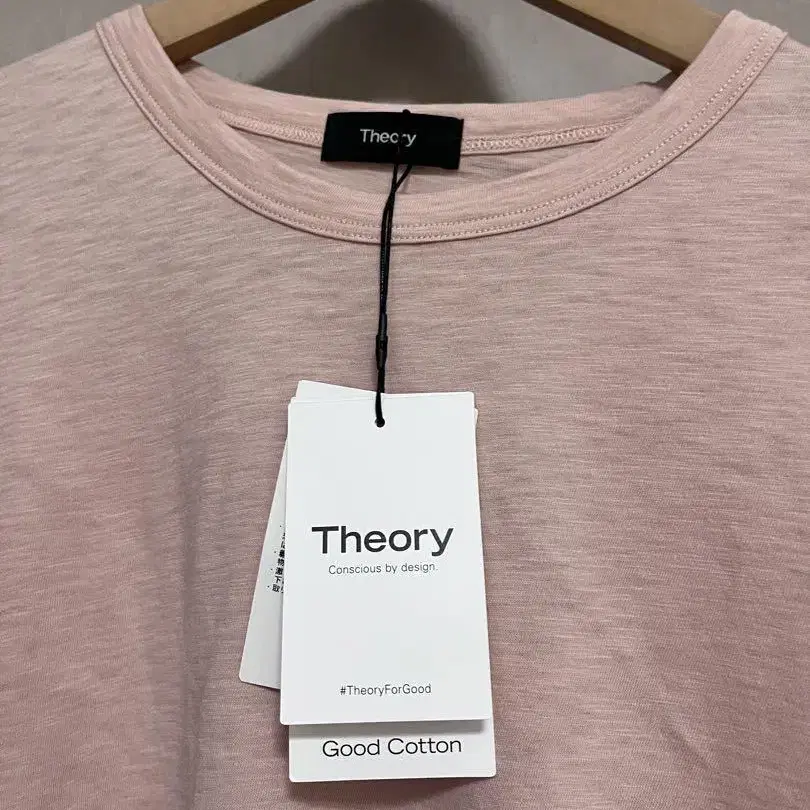 Theory
Theory
Conscious by design.
#TheoryForGood
Good Cotton